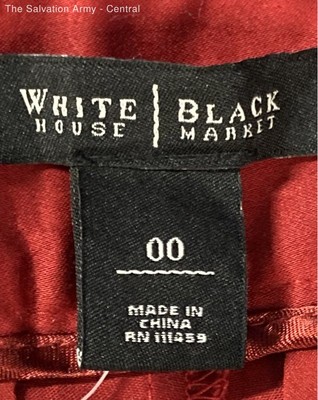 The Salvation Army - Central
WHITE HOUSE | BLACK MARKET
00
MADE IN
CHINA
RN 111459